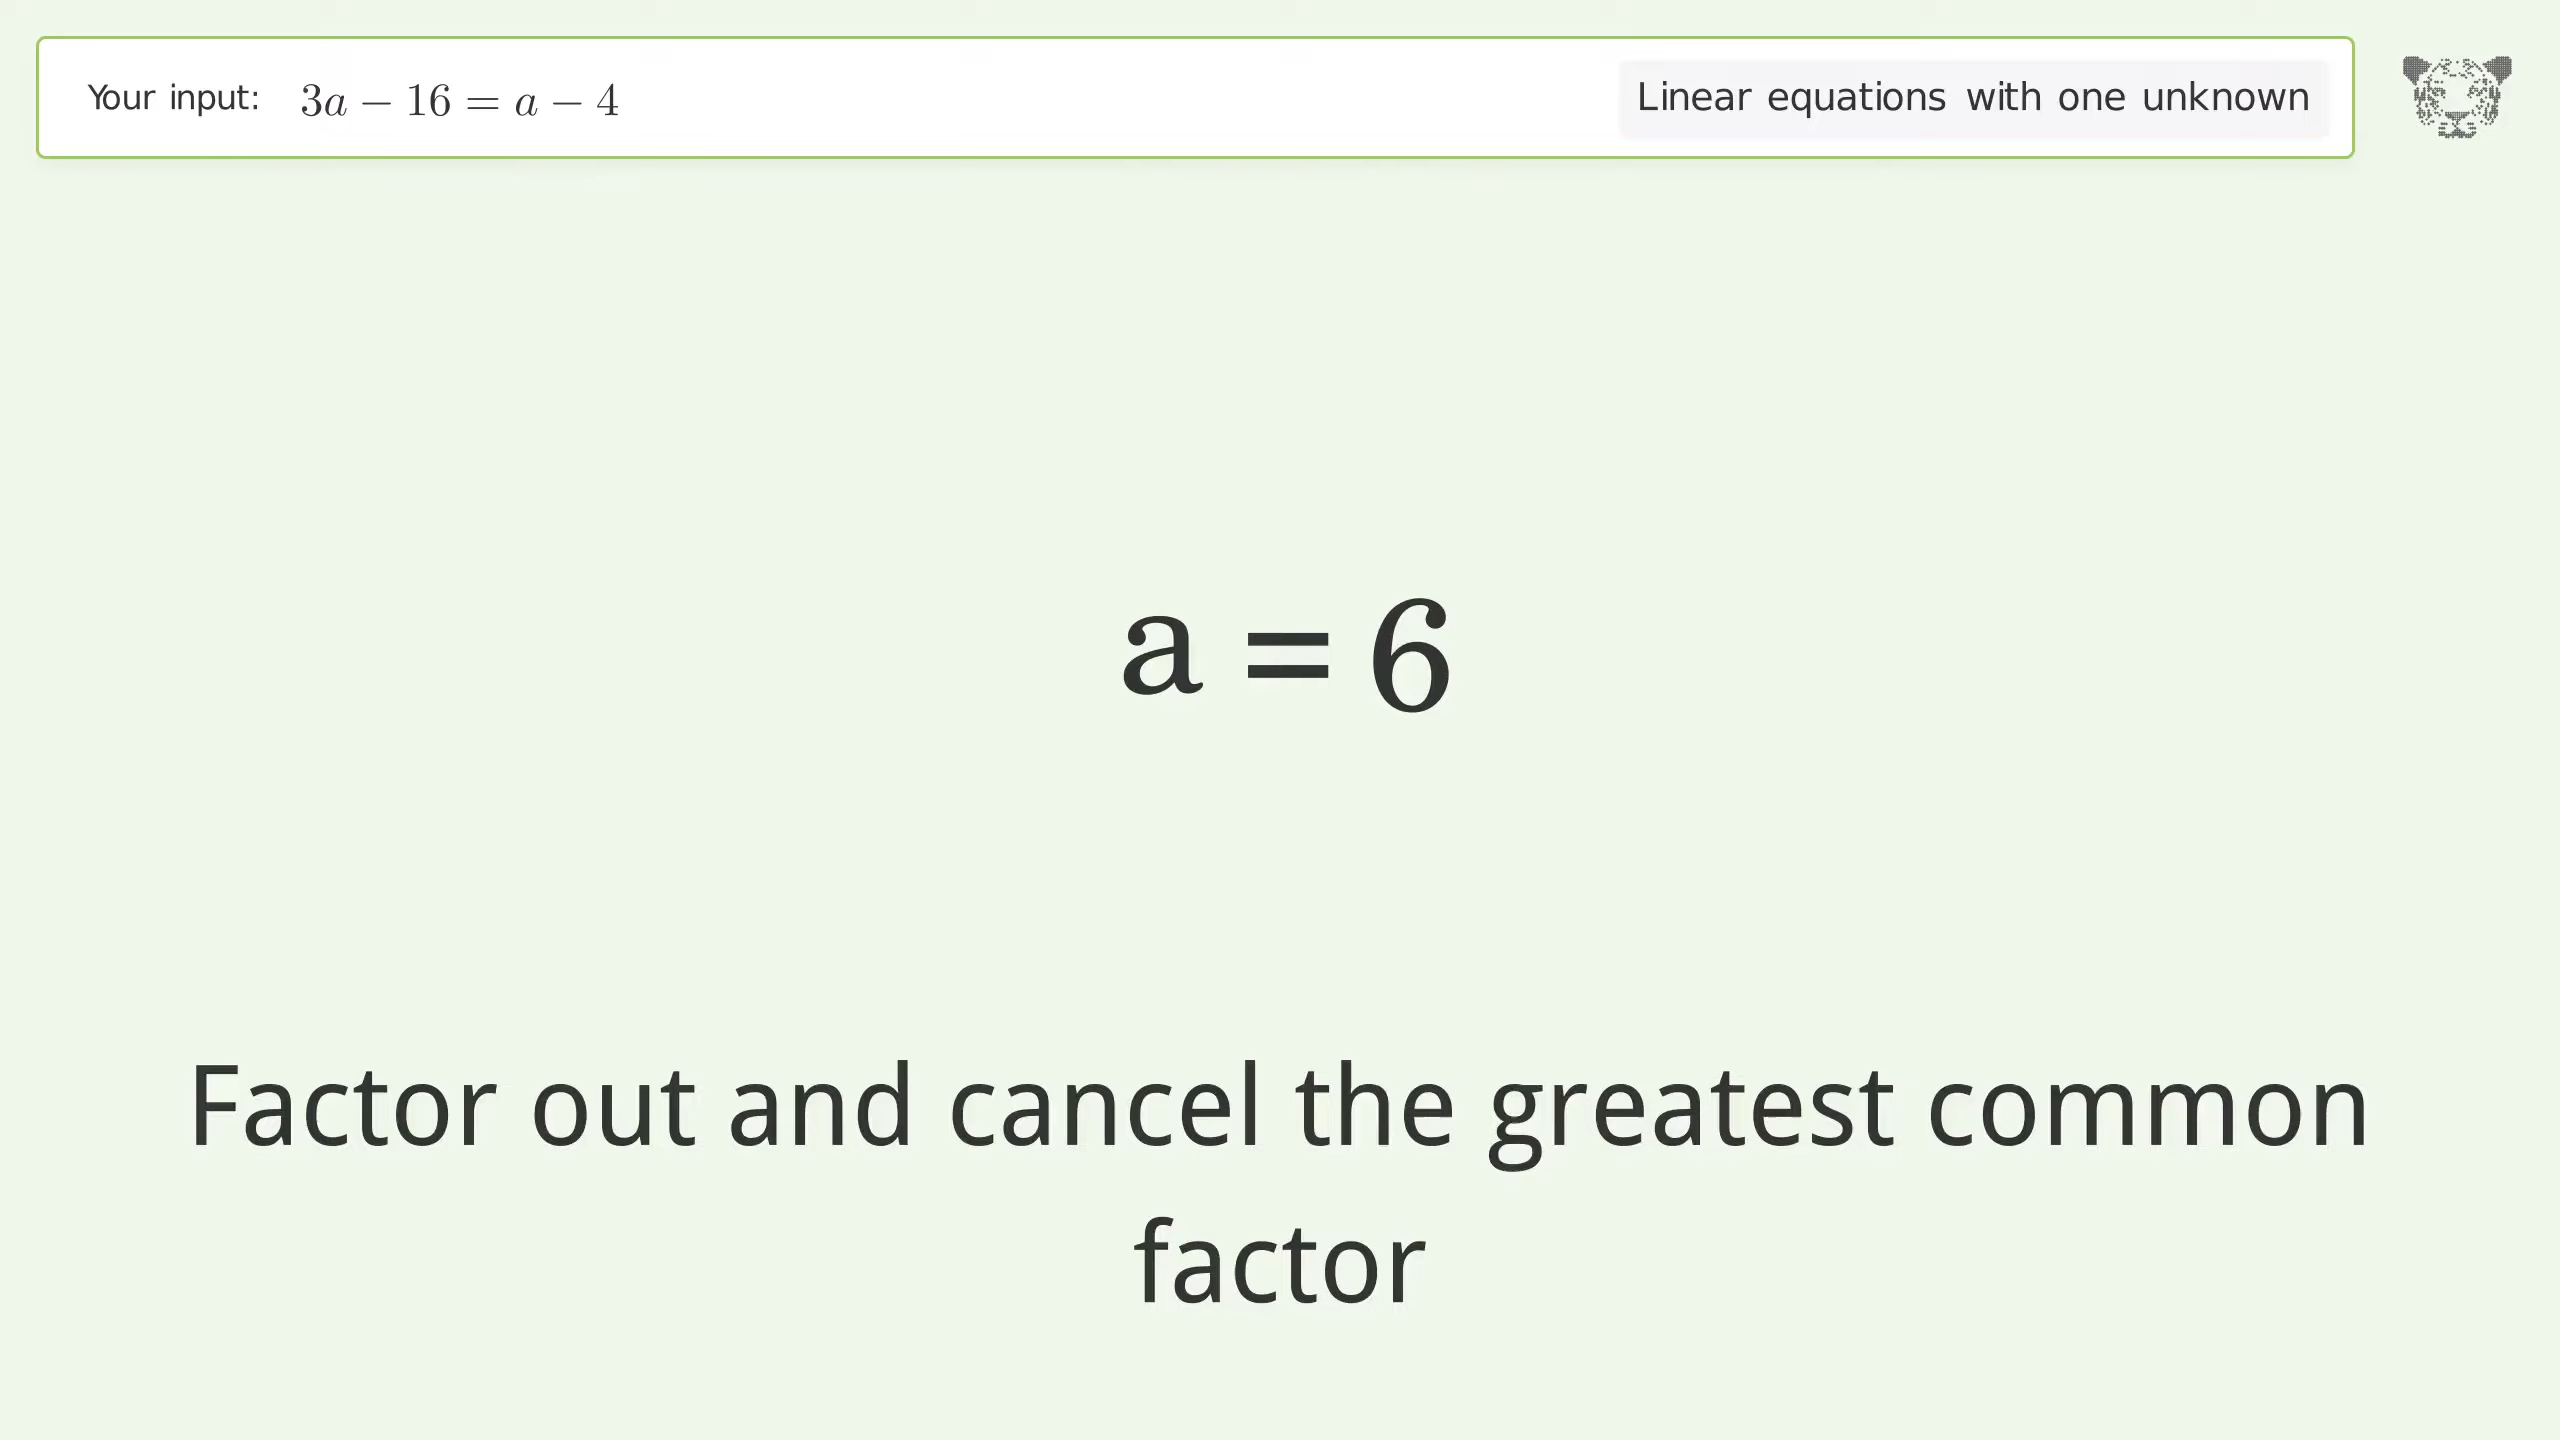 Your input: 3a − 16 = a − 4
Linear equations with one unknown
a = 6
Factor out and cancel the greatest common
factor